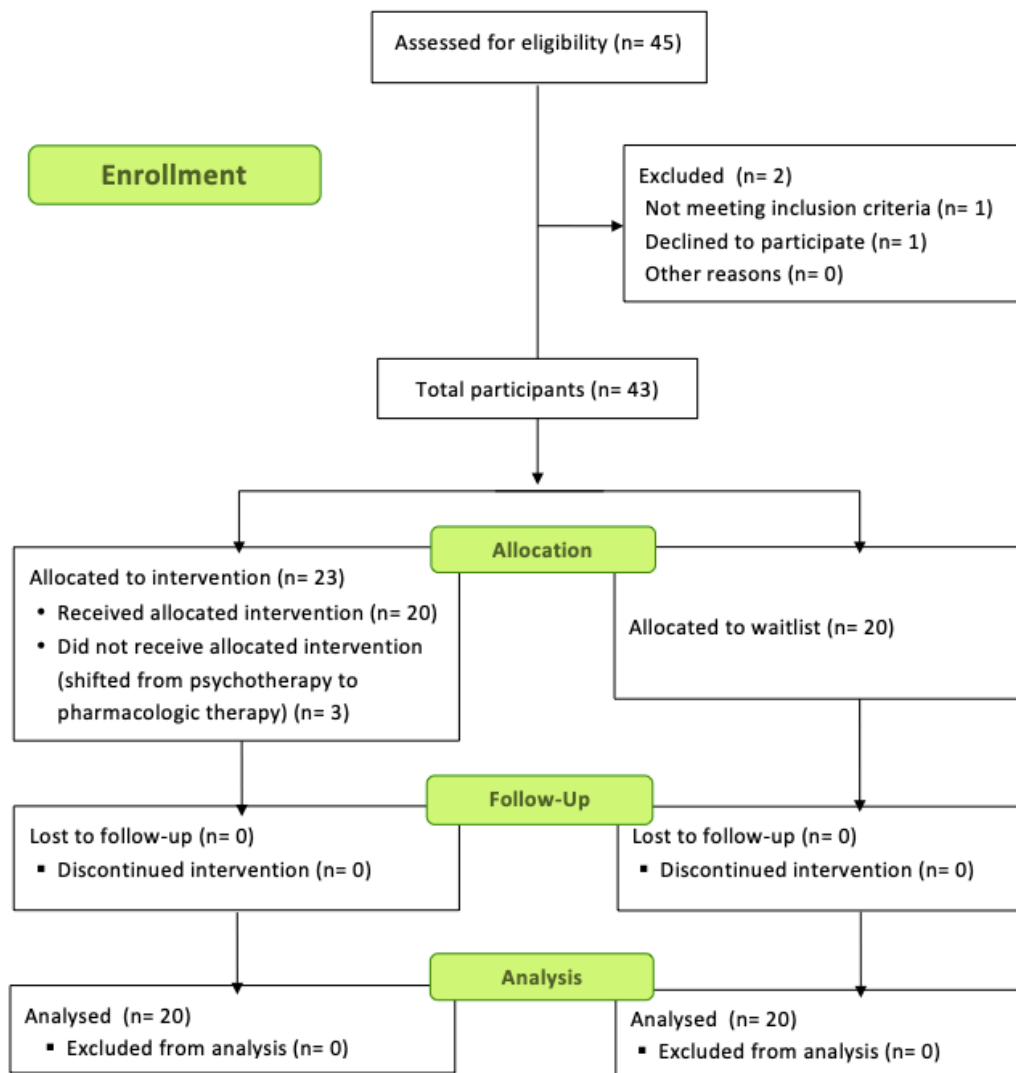 Assessed for eligibility (n= 45)
Enrollment
Excluded (n= 2)
Not meeting inclusion criteria (n= 1)
Declined to participate (n= 1)
Other reasons (n= 0)
Total participants (n= 43)
Allocation
Allocated to intervention (n= 23)
• Received allocated intervention (n= 20)
• Did not receive allocated intervention
(shifted from psychotherapy to
pharmacologic therapy) (n= 3)
Allocated to waitlist (n= 20)
Follow-Up
Lost to follow-up (n= 0)
▪ Discontinued intervention (n= 0)
Lost to follow-up (n= 0)
▪ Discontinued intervention (n= 0)
Analysis
Analysed (n= 20)
▪ Excluded from analysis (n= 0)
Analysed (n= 20)
▪ Excluded from analysis (n= 0)